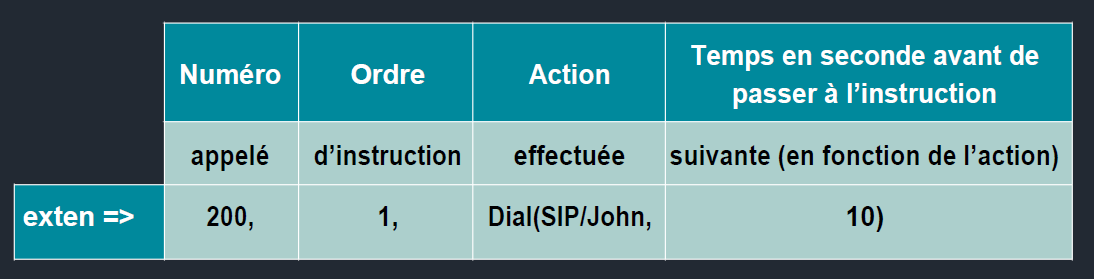 Numéro Ordre Action Temps en seconde avant de
passer à l’instruction
appelé d’instruction effectuée suivante (en fonction de l’action)
exten => 200, 1, Dial(SIP/John, 10)